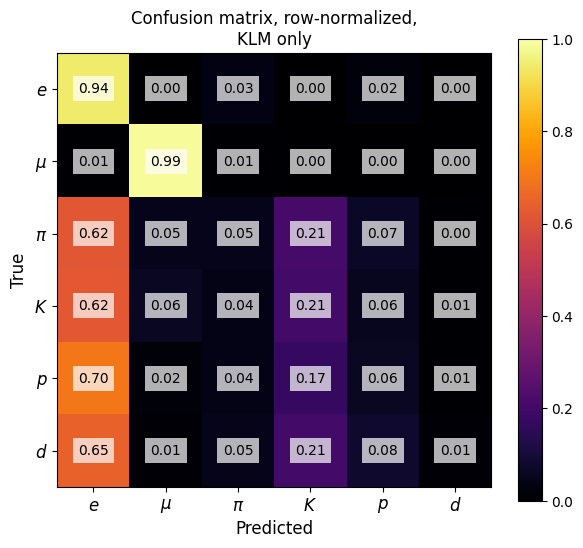 Confusion matrix, row-normalized,
KLM only
True
e 0.94 0.00 0.03 0.00 0.02 0.00
μ 0.01 0.99 0.01 0.00 0.00 0.00
π 0.62 0.05 0.05 0.21 0.07 0.00
K 0.62 0.06 0.04 0.21 0.06 0.01
p 0.70 0.02 0.04 0.17 0.06 0.01
d 0.65 0.01 0.05 0.21 0.08 0.01
e μ π K p d
Predicted
1.0
0.8
0.6
0.4
0.2
0.0